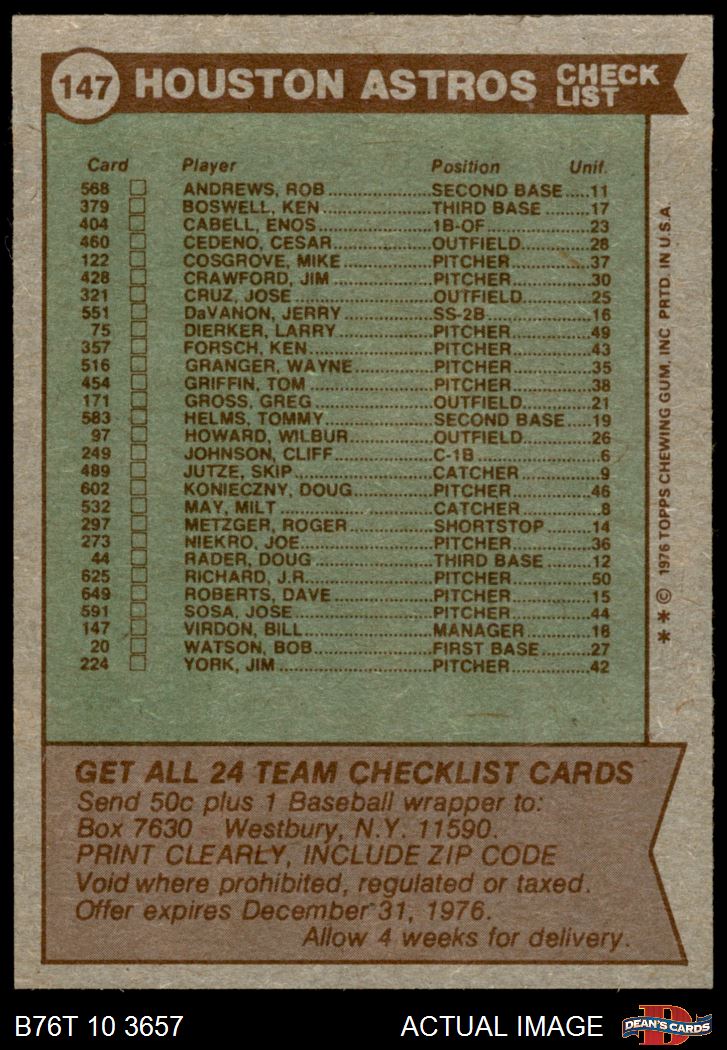 147 HOUSTON ASTROS CHECK LIST
Card Player Position Unif.
568 ANDREWS, ROB SECOND BASE 11
379 BOSWELL, KEN THIRD BASE 17
404 CABELL, ENOS 1B-OF 23
460 CEDENO, CESAR OUTFIELD 28
122 COSGROVE, MIKE PITCHER 37
428 CRAWFORD, JIM PITCHER 30
321 CRUZ, JOSE OUTFIELD 25
551 DaVANON, JERRY SS-2B 16
75 DIERKER, LARRY PITCHER 49
357 FORSCH, KEN PITCHER 43
516 GRANGER, WAYNE PITCHER 35
454 GRIFFIN, TOM PITCHER 38
171 GROSS, GREG OUTFIELD 21
583 HELMS, TOMMY SECOND BASE 19
97 HOWARD, WILBUR OUTFIELD 26
249 JOHNSON, CLIFF C-1B 6
489 JUTZE, SKIP CATCHER 9
602 KONIECZNY, DOUG PITCHER 46
532 MAY, MILT CATCHER 8
297 METZGER, ROGER SHORTSTOP 14
273 NIEKRO, JOE PITCHER 36
44 RADER, DOUG THIRD BASE 12
625 RICHARD, J.R. PITCHER 50
649 ROBERTS, DAVE PITCHER 15
591 SOSA, JOSE PITCHER 44
147 VIRDON, BILL MANAGER 18
20 WATSON, BOB FIRST BASE 27
224 YORK, JIM PITCHER 42
* * © 1976 TOPPS CHEWING GUM, INC PRTD. IN U.S.A.
GET ALL 24 TEAM CHECKLIST CARDS
Send 50c plus 1 Baseball wrapper to:
Box 7630 Westbury, N.Y. 11590.
PRINT CLEARLY, INCLUDE ZIP CODE
Void where prohibited, regulated or taxed.
Offer expires December 31, 1976.
Allow 4 weeks for delivery.
B76T 10 3657 ACTUAL IMAGE D DEAN'S CARDS